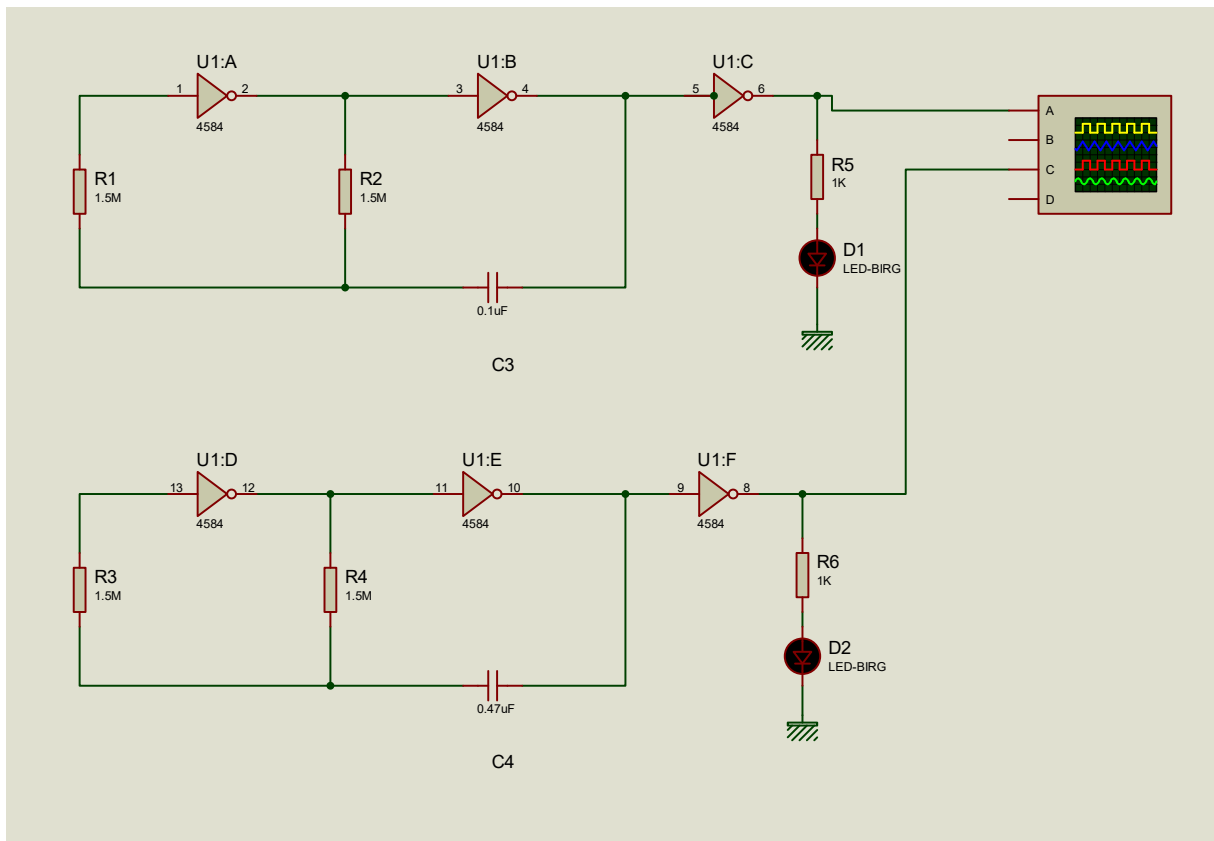 U1:A
1
2
4584
U1:B
3
4
4584
U1:C
5
6
4584
R1
1.5M
R2
1.5M
R5
1K
D1
LED-BIRG
0.1uF
C3
A
B
C
D
U1:D
13
12
4584
U1:E
11
10
4584
U1:F
9
8
4584
R3
1.5M
R4
1.5M
R6
1K
D2
LED-BIRG
0.47uF
C4